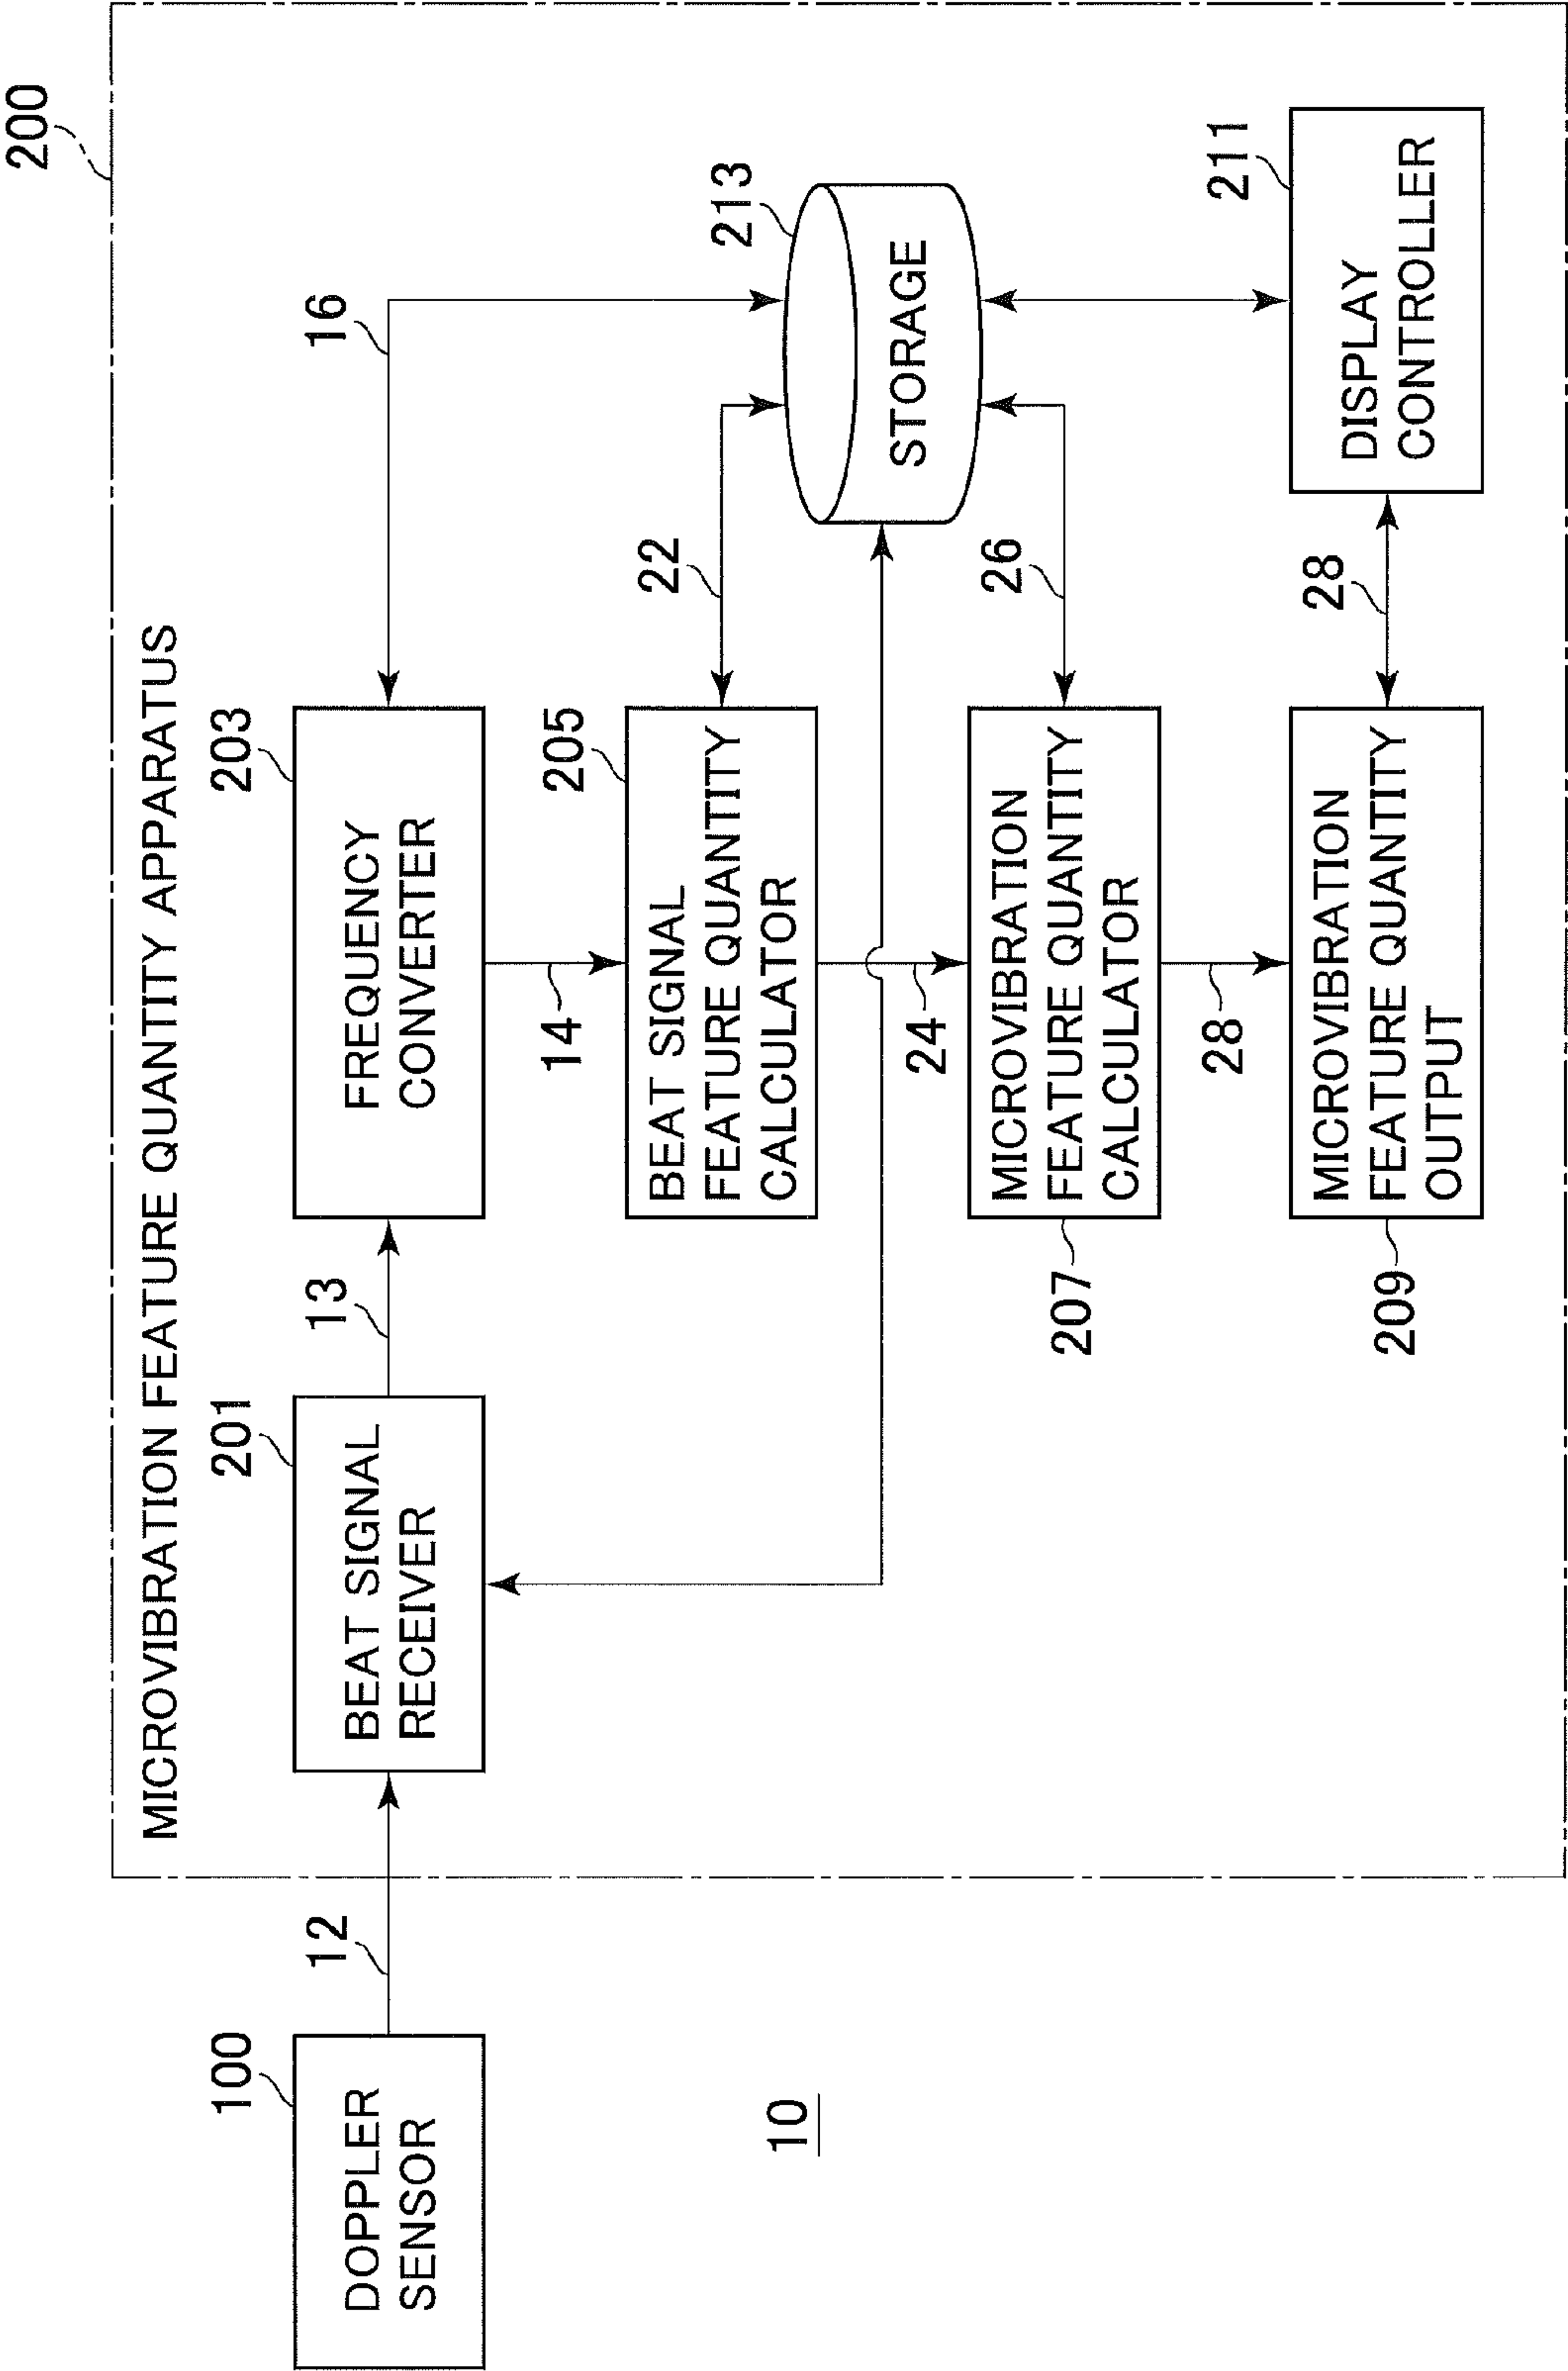 200
MICROVIBRATION FEATURE QUANTITY APPARATUS
100
DOPPLER
SENSOR
12
201
BEAT SIGNAL
RECEIVER
13
203
FREQUENCY
CONVERTER
16
14
205
BEAT SIGNAL
FEATURE QUANTITY
CALCULATOR
22
213
STORAGE
24
207
MICROVIBRATION
FEATURE QUANTITY
CALCULATOR
26
28
209
MICROVIBRATION
FEATURE QUANTITY
OUTPUT
28
211
DISPLAY
CONTROLLER
10